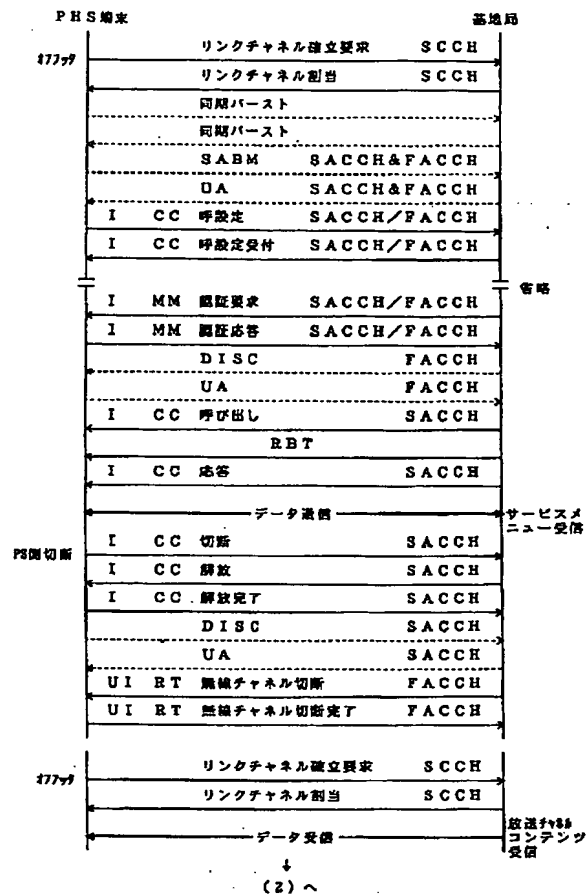 PHS端末 基地局
リンクチャネル確立要求 SCCH
ｵﾌﾌｯｸ
リンクチャネル割当 SCCH
同期バースト
同期バースト
SABM SACCH&FACCH
UA SACCH&FACCH
I CC 呼設定 SACCH/FACCH
I CC 呼設定受付 SACCH/FACCH
省略
I MM 認証要求 SACCH/FACCH
I MM 認証応答 SACCH/FACCH
DISC FACCH
UA FACCH
I CC 呼び出し SACCH
RBT
I CC 応答 SACCH
データ通信 サービスメ
ニュー受信
I CC 切断 SACCH
PS側切断
I CC 解放 SACCH
I CC 解放完了 SACCH
DISC SACCH
UA SACCH
UI RT 無線チャネル切断 FACCH
UI RT 無線チャネル切断完了 FACCH
リンクチャネル確立要求 SCCH
ｵﾌﾌｯｸ
リンクチャネル割当 SCCH
データ受信 放送ﾁｬﾈﾙ
コンテンツ
受信
(2)へ